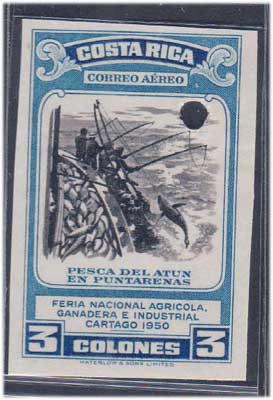 COSTA RICA
CORREO AÉREO
PESCA DEL ATUN
EN PUNTARENAS
FERIA NACIONAL AGRICOLA,
GANADERA E INDUSTRIAL
CARTAGO 1950
3 COLONES 3
WATERLOW & SONS LIMITED